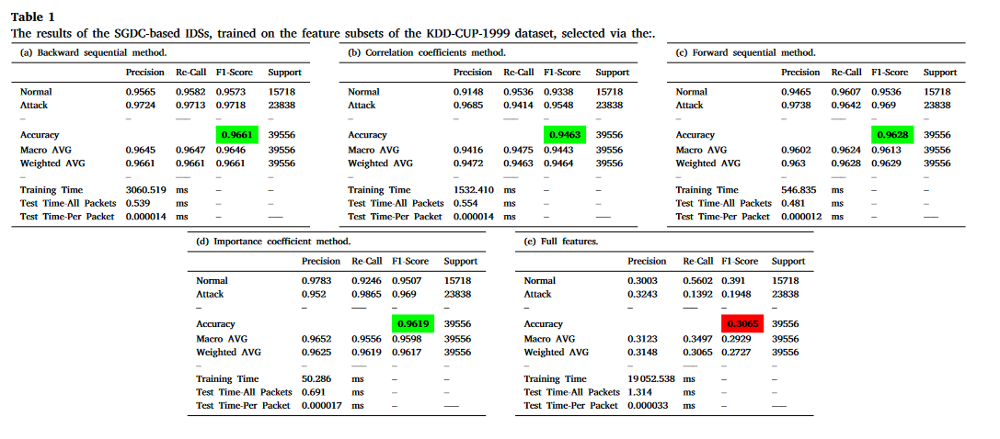 Table 1
The results of the SGDC-based IDSs, trained on the feature subsets of the KDD-CUP-1999 dataset, selected via the:.
(a) Backward sequential method.
Precision Re-Call F1-Score Support
Normal 0.9565 0.9582 0.9573 15718
Attack 0.9724 0.9713 0.9718 23838
– – — – –
Accuracy 0.9661 39556
Macro AVG 0.9645 0.9647 0.9646 39556
Weighted AVG 0.9661 0.9661 0.9661 39556
– – — – –
Training Time 3060.519 ms – –
Test Time-All Packets 0.539 ms – –
Test Time-Per Packet 0.000014 ms – —
(b) Correlation coefficients method.
Precision Re-Call F1-Score Support
Normal 0.9148 0.9536 0.9338 15718
Attack 0.9685 0.9414 0.9548 23838
– – — – –
Accuracy 0.9463 39556
Macro AVG 0.9416 0.9475 0.9443 39556
Weighted AVG 0.9472 0.9463 0.9464 39556
– – — – –
Training Time 1532.410 ms – –
Test Time-All Packets 0.554 ms – –
Test Time-Per Packet 0.000014 ms – —
(c) Forward sequential method.
Precision Re-Call F1-Score Support
Normal 0.9465 0.9607 0.9536 15718
Attack 0.9738 0.9642 0.969 23838
– – — – –
Accuracy 0.9628 39556
Macro AVG 0.9602 0.9624 0.9613 39556
Weighted AVG 0.963 0.9628 0.9629 39556
– – — – –
Training Time 546.835 ms – –
Test Time-All Packets 0.481 ms – –
Test Time-Per Packet 0.000012 ms – —
(d) Importance coefficient method.
Precision Re-Call F1-Score Support
Normal 0.9783 0.9246 0.9507 15718
Attack 0.952 0.9865 0.969 23838
– – — – –
Accuracy 0.9619 39556
Macro AVG 0.9652 0.9556 0.9598 39556
Weighted AVG 0.9625 0.9619 0.9617 39556
– – — – –
Training Time 50.286 ms – –
Test Time-All Packets 0.691 ms – –
Test Time-Per Packet 0.000017 ms – —
(e) Full features.
Precision Re-Call F1-Score Support
Normal 0.3003 0.5602 0.391 15718
Attack 0.3243 0.1392 0.1948 23838
– – — – –
Accuracy 0.3065 39556
Macro AVG 0.3123 0.3497 0.2929 39556
Weighted AVG 0.3148 0.3065 0.2727 39556
– – — – –
Training Time 19 052.538 ms – –
Test Time-All Packets 1.314 ms – –
Test Time-Per Packet 0.000033 ms – —